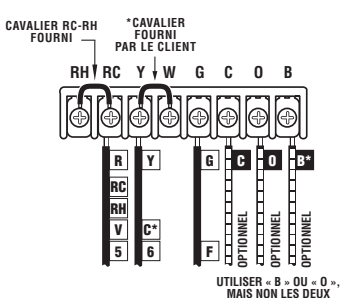 CAVALIER RC-RH
FOURNI
*CAVALIER
FOURNI
PAR LE CLIENT
RH RC Y W G C O B
R Y G C O B*
RC
RH
V C*
5 6 F
OPTIONNEL OPTIONNEL OPTIONNEL
UTILISER « B » OU « O »,
MAIS NON LES DEUX